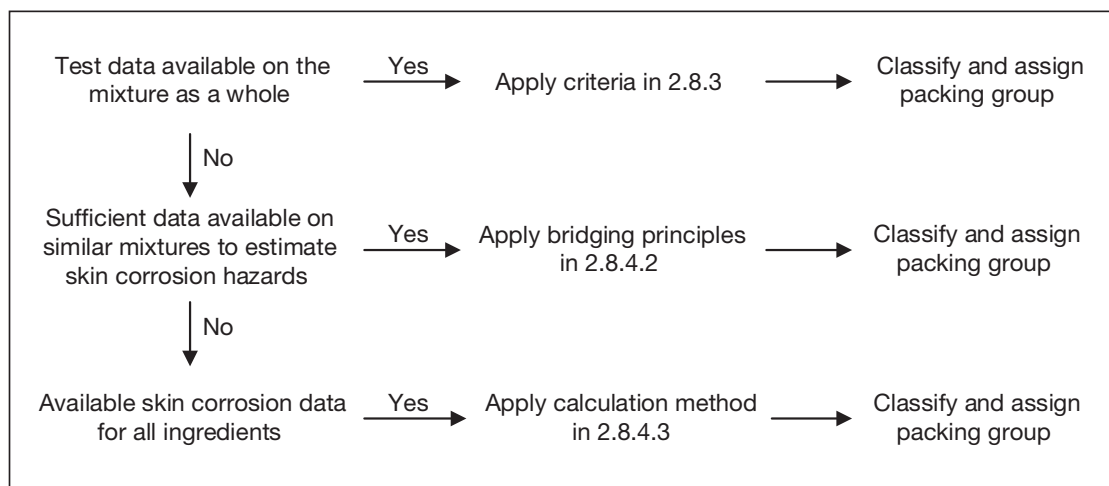 Test data available on the
mixture as a whole
Yes
Apply criteria in 2.8.3
Classify and assign
packing group
No
Sufficient data available on
similar mixtures to estimate
skin corrosion hazards
Yes
Apply bridging principles
in 2.8.4.2
Classify and assign
packing group
No
Available skin corrosion data
for all ingredients
Yes
Apply calculation method
in 2.8.4.3
Classify and assign
packing group